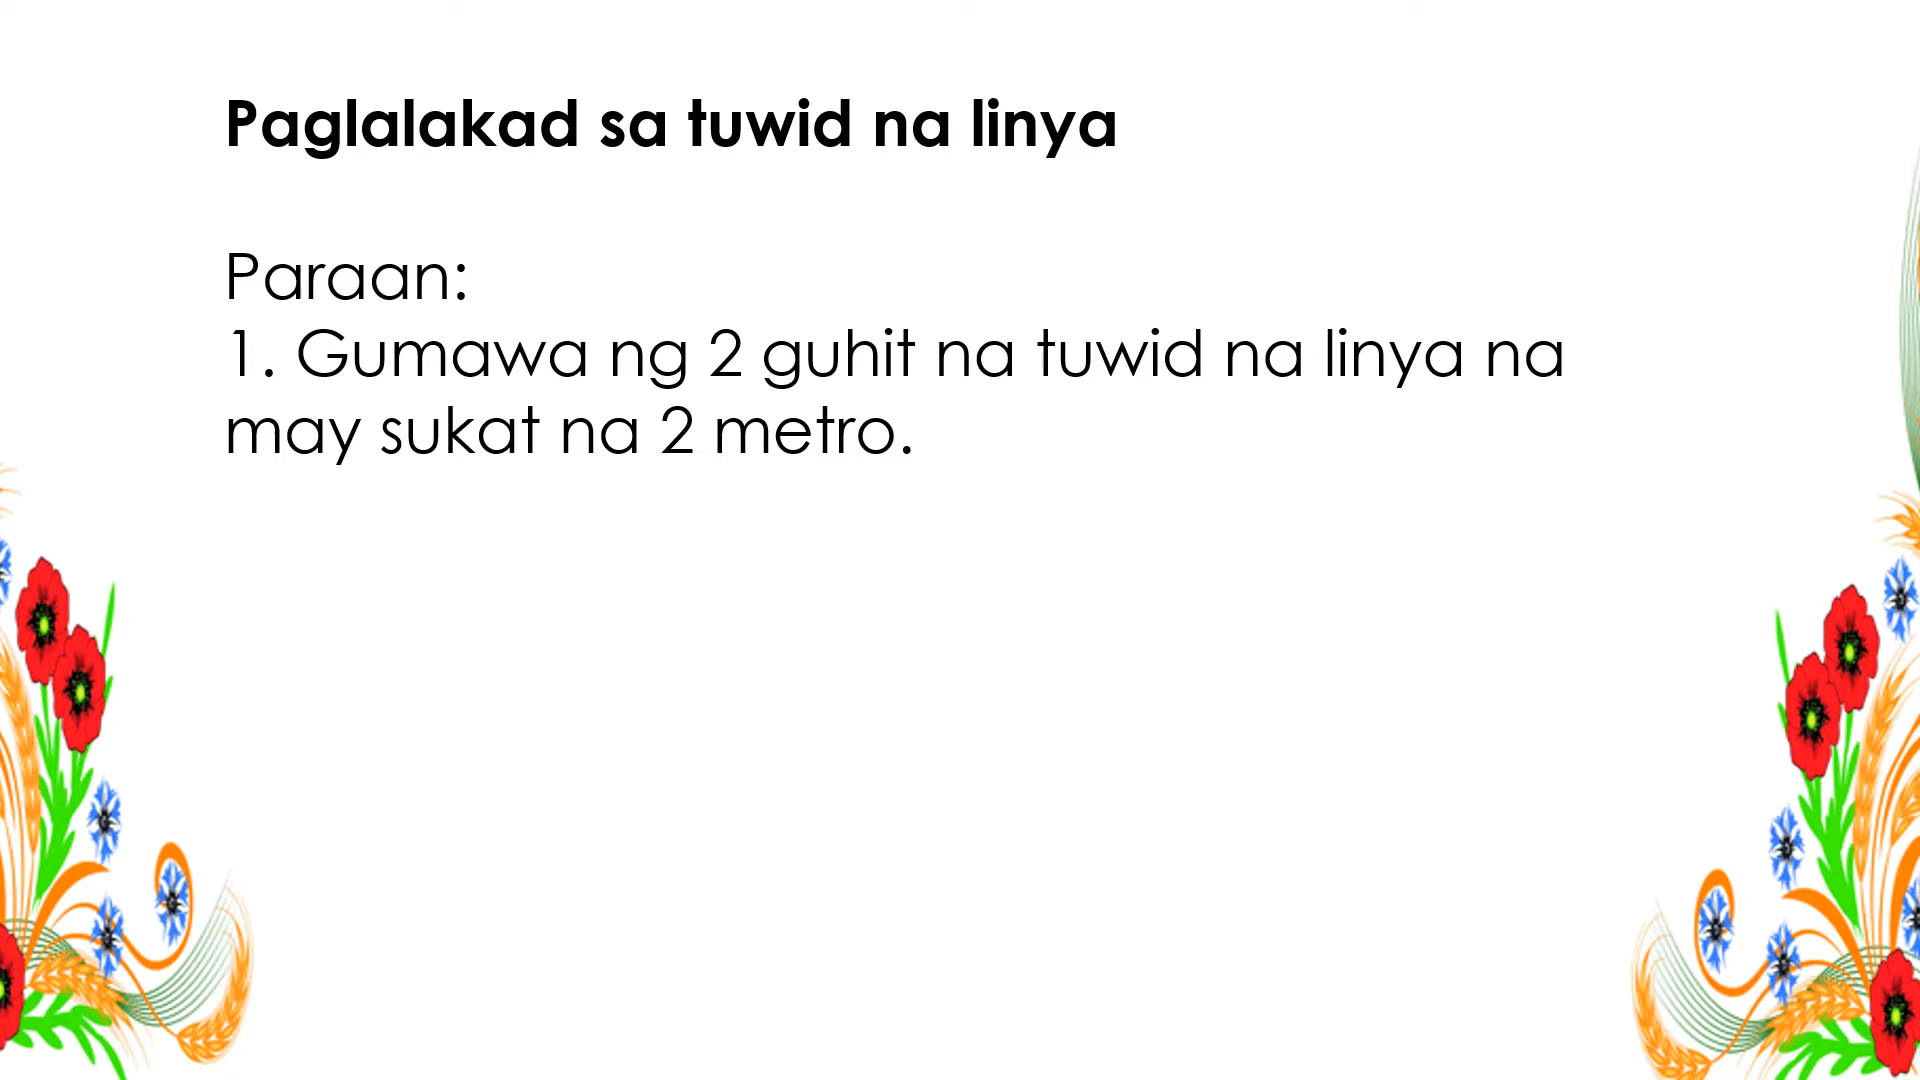 Paglalakad sa tuwid na linya
Paraan:
1. Gumawa ng 2 guhit na tuwid na linya na
may sukat na 2 metro.